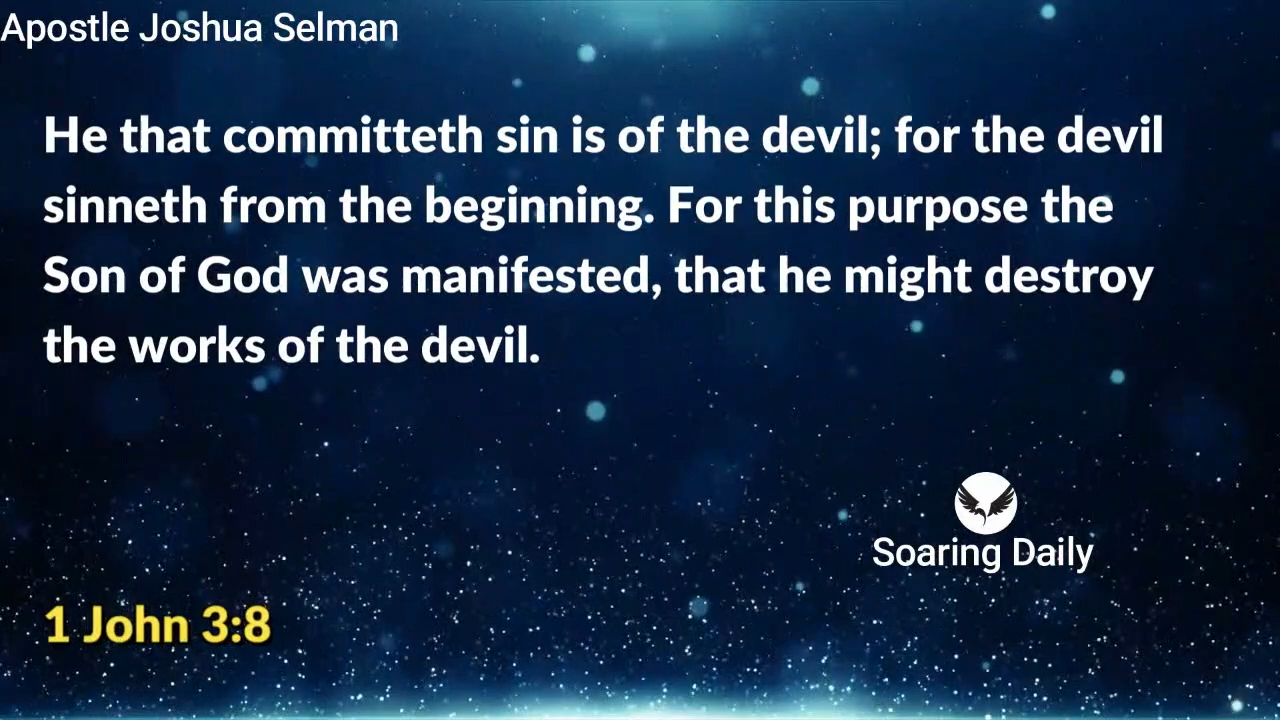 Apostle Joshua Selman
He that committeth sin is of the devil; for the devil
sinneth from the beginning. For this purpose the
Son of God was manifested, that he might destroy
the works of the devil.
Soaring Daily
1 John 3:8